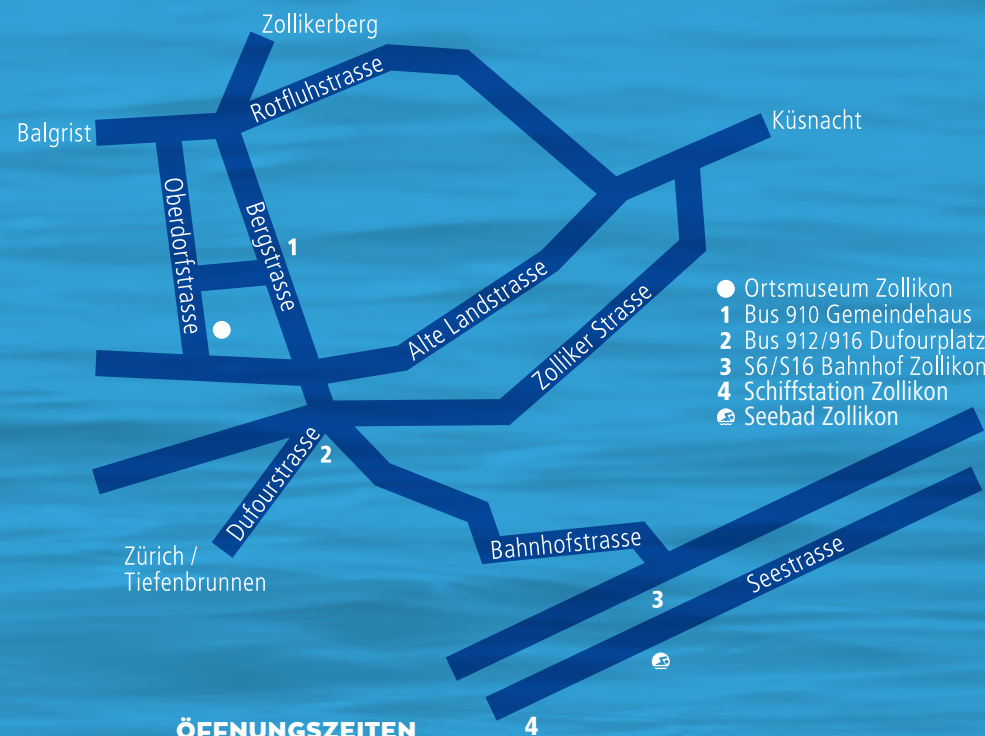 Zollikerberg
Rotfluhstrasse
Balgrist
Küsnacht
Oberdorfstrasse
Bergstrasse
1
Alte Landstrasse
Zolliker Strasse
Ortsmuseum Zollikon
1 Bus 910 Gemeindehaus
2 Bus 912/916 Dufourplatz
3 S6/S16 Bahnhof Zollikon
4 Schiffstation Zollikon
Seebad Zollikon
Dufourstrasse
2
Zürich /
Tiefenbrunnen
Bahnhofstrasse
Seestrasse
3
4
ÖFFNUNGSZEITEN